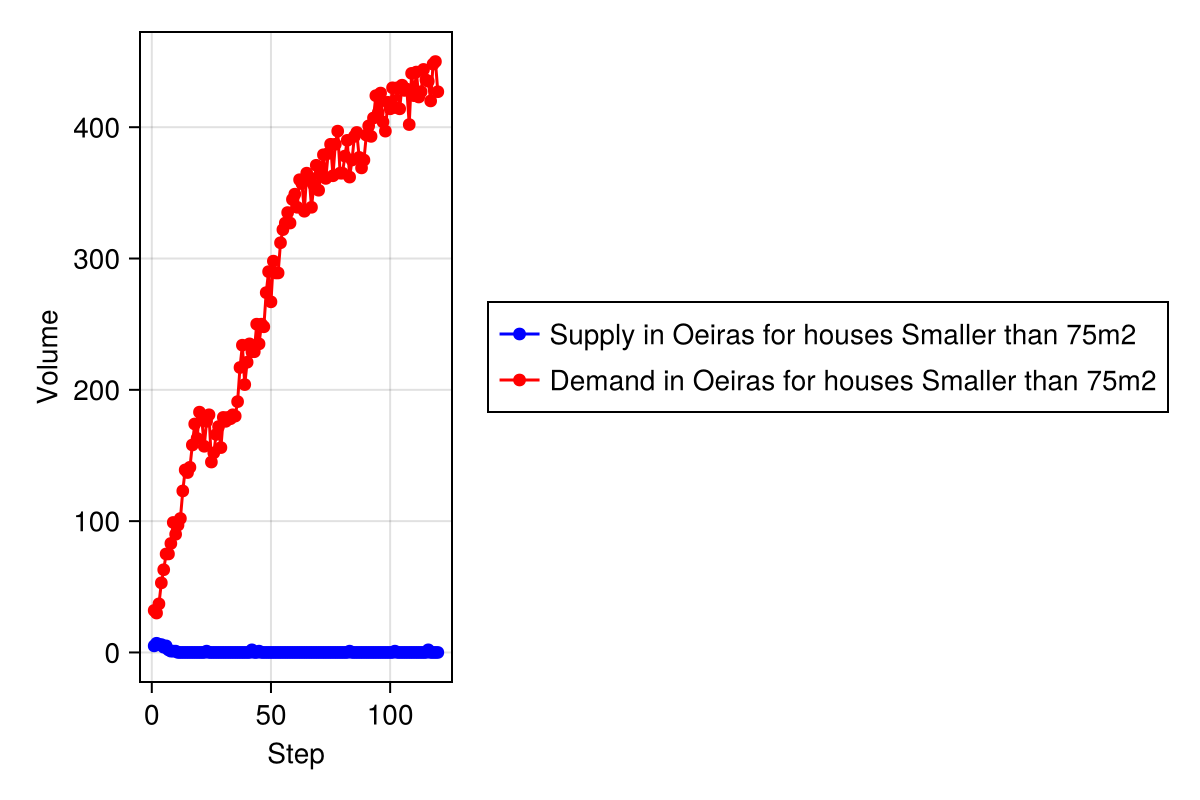 400
300
200
100
0
Volume
0 50 100
Step
Supply in Oeiras for houses Smaller than 75m2
Demand in Oeiras for houses Smaller than 75m2